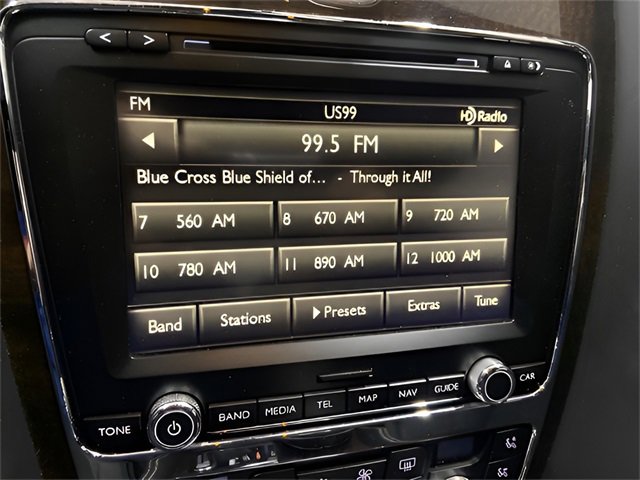 < >
FM US99 HD Radio
99.5 FM
Blue Cross Blue Shield of... - Through it All!
7 560 AM 8 670 AM 9 720 AM
10 780 AM 11 890 AM 12 1000 AM
Band Stations Presets Extras Tune
TONE BAND MEDIA TEL MAP NAV GUIDE CAR